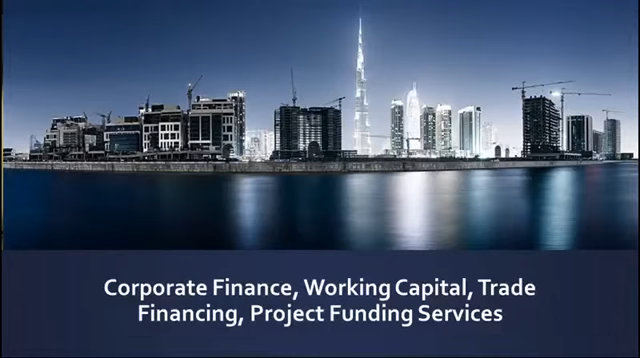 Corporate Finance, Working Capital, Trade
Financing, Project Funding Services